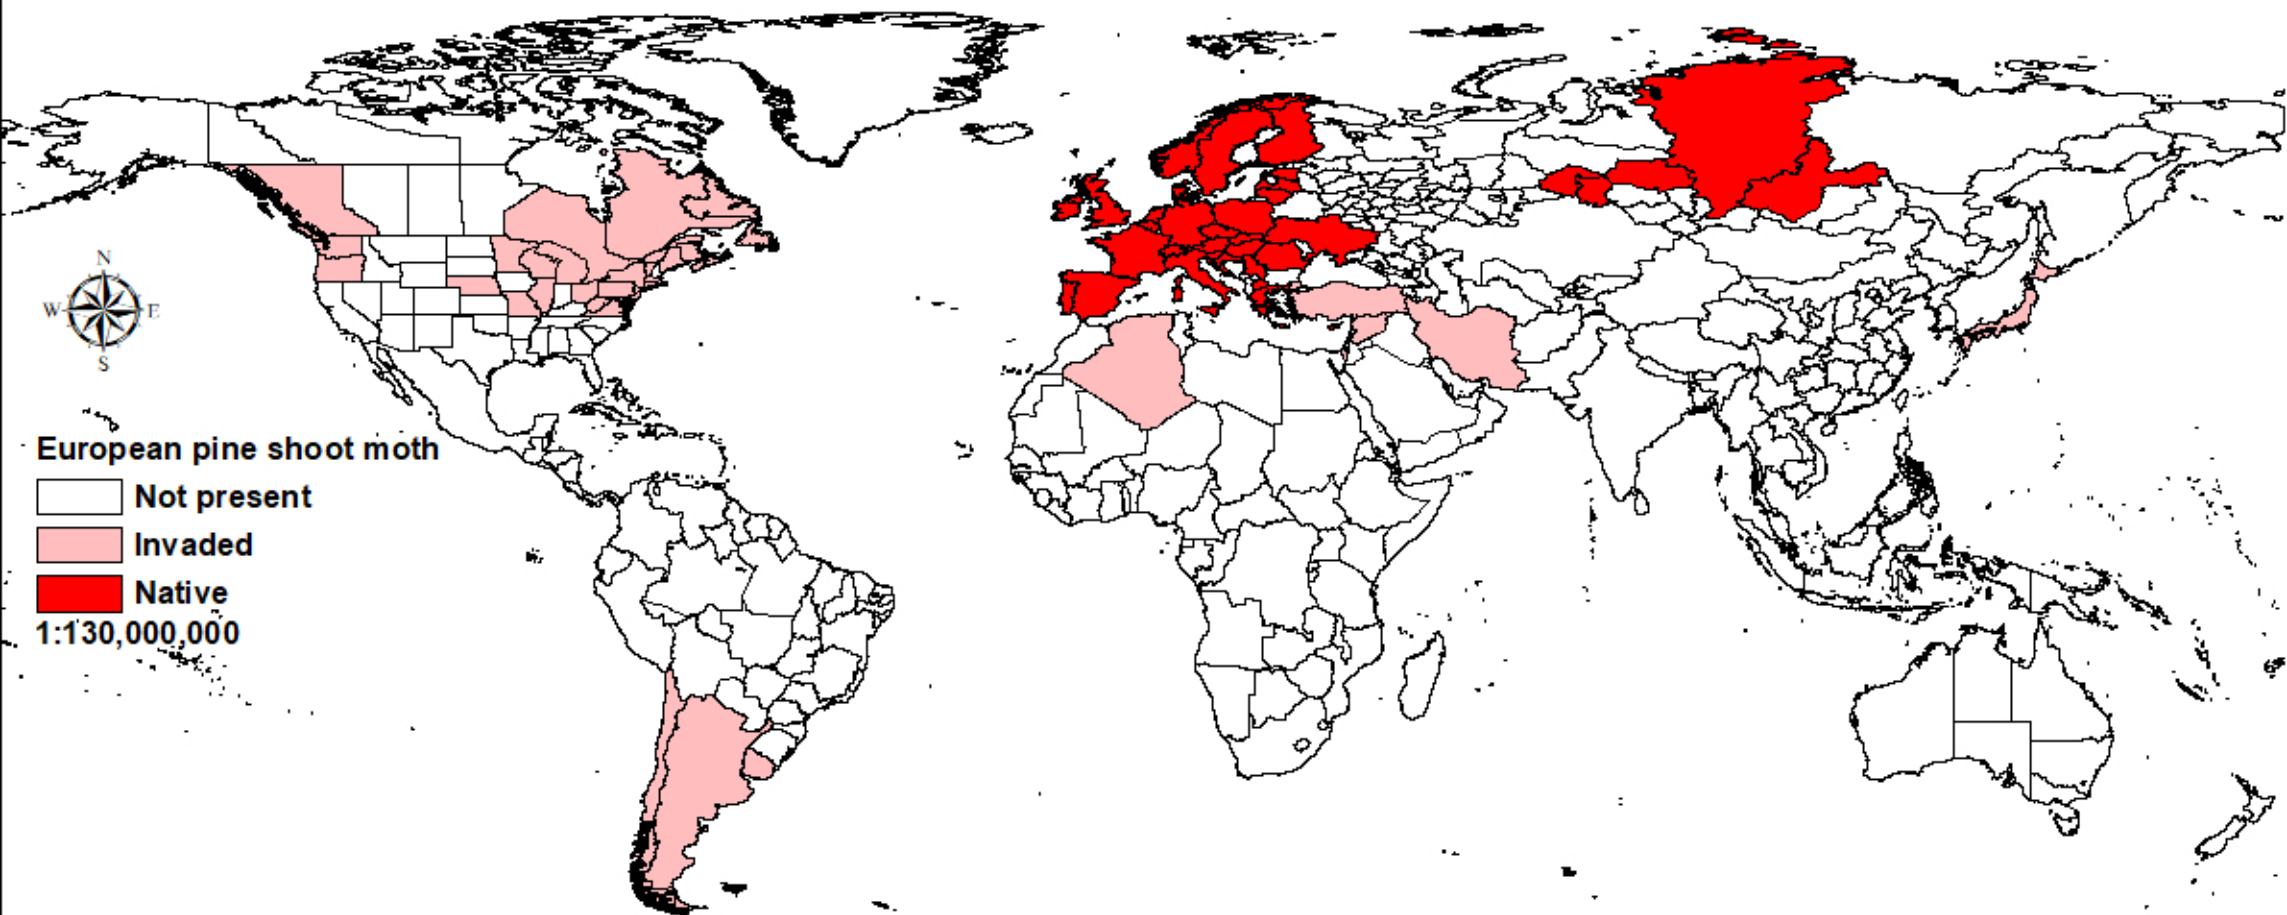 N
W E
S
European pine shoot moth
Not present
Invaded
Native
1:130,000,000